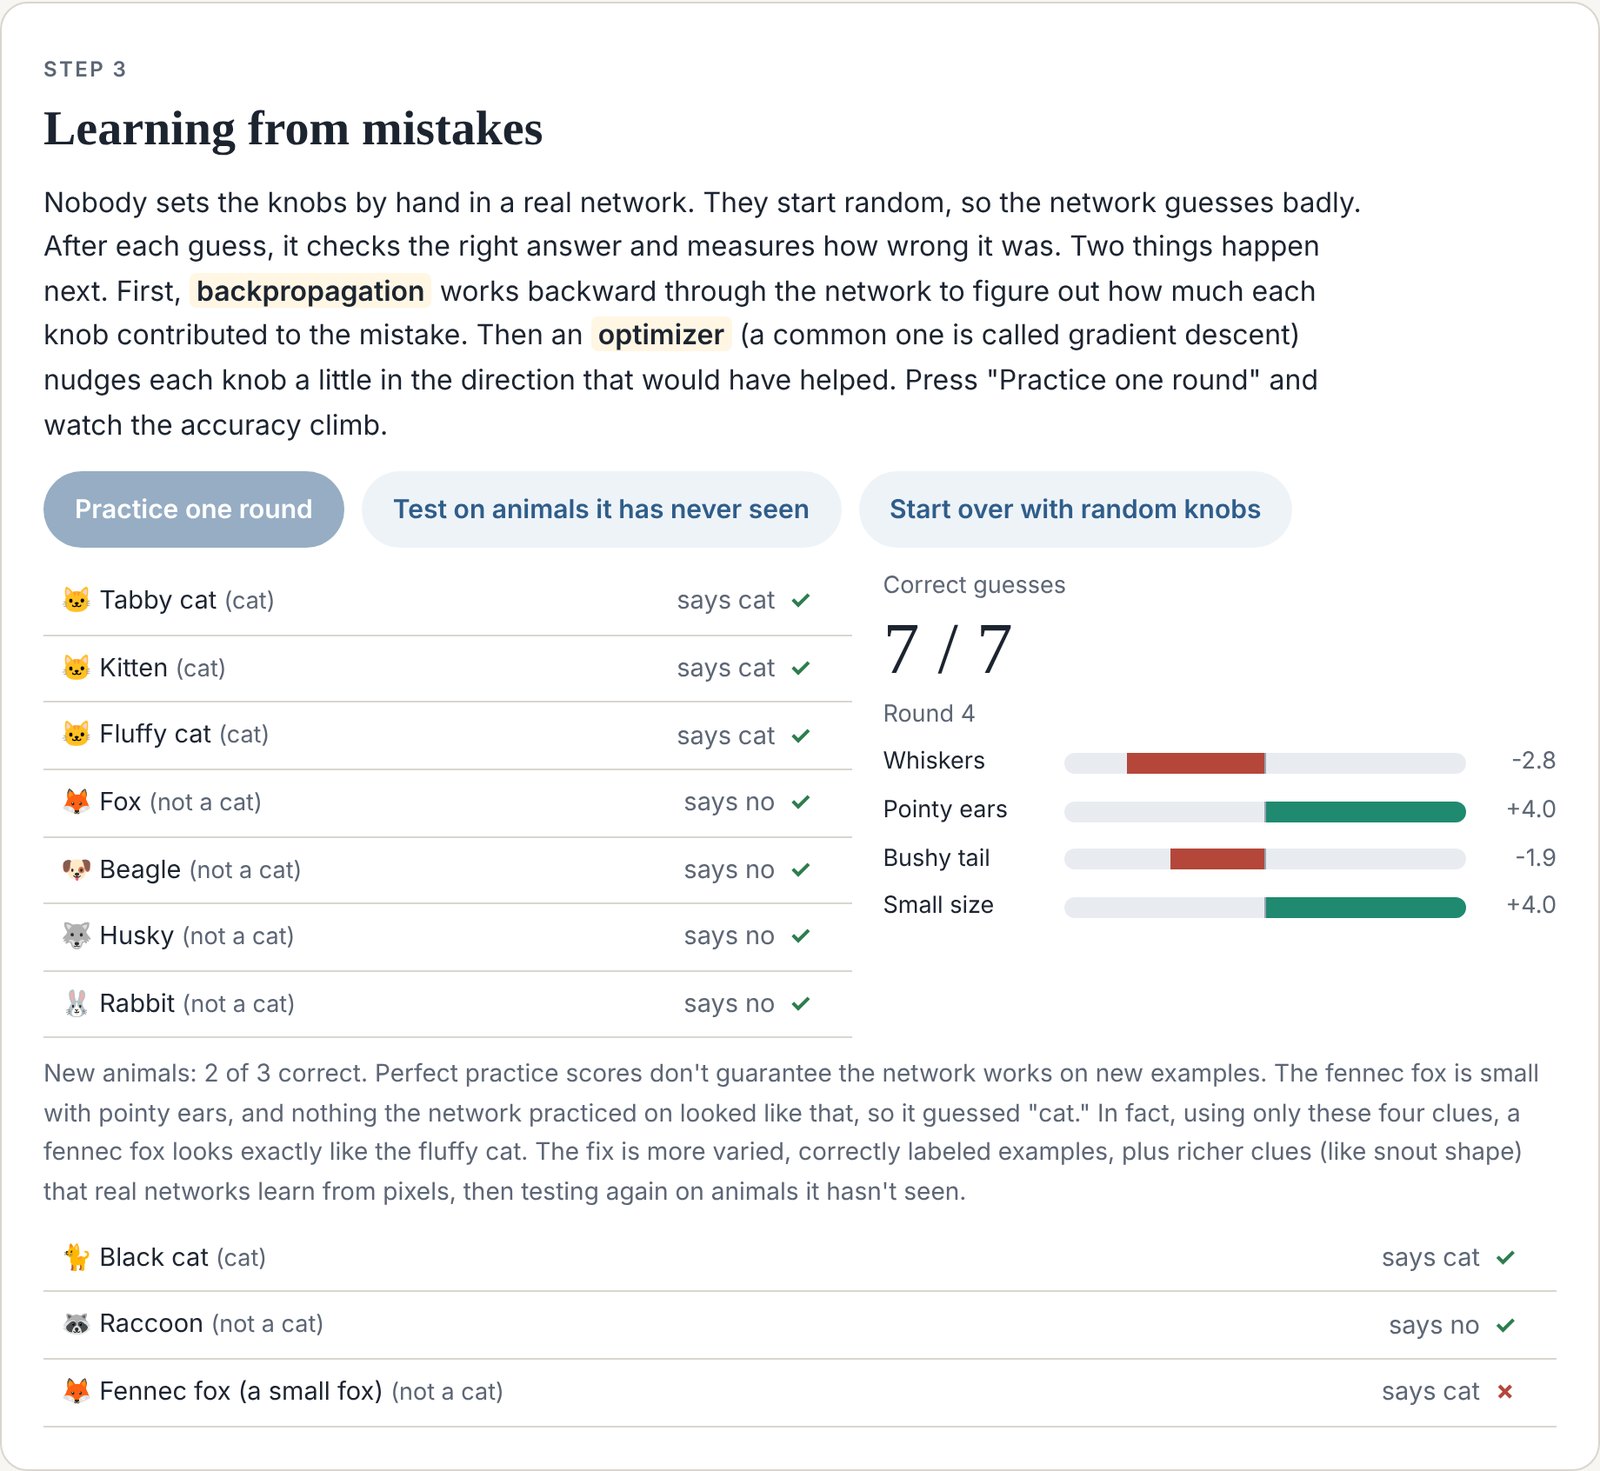 STEP 3
Learning from mistakes
Nobody sets the knobs by hand in a real network. They start random, so the network guesses badly.
After each guess, it checks the right answer and measures how wrong it was. Two things happen
next. First, backpropagation works backward through the network to figure out how much each
knob contributed to the mistake. Then an optimizer (a common one is called gradient descent)
nudges each knob a little in the direction that would have helped. Press "Practice one round" and
watch the accuracy climb.
Practice one round
Test on animals it has never seen
Start over with random knobs
Tabby cat (cat) says cat ✓
Kitten (cat) says cat ✓
Fluffy cat (cat) says cat ✓
Fox (not a cat) says no ✓
Beagle (not a cat) says no ✓
Husky (not a cat) says no ✓
Rabbit (not a cat) says no ✓
Correct guesses
7 / 7
Round 4
Whiskers -2.8
Pointy ears +4.0
Bushy tail -1.9
Small size +4.0
New animals: 2 of 3 correct. Perfect practice scores don't guarantee the network works on new examples. The fennec fox is small
with pointy ears, and nothing the network practiced on looked like that, so it guessed "cat." In fact, using only these four clues, a
fennec fox looks exactly like the fluffy cat. The fix is more varied, correctly labeled examples, plus richer clues (like snout shape)
that real networks learn from pixels, then testing again on animals it hasn't seen.
Black cat (cat) says cat ✓
Raccoon (not a cat) says no ✓
Fennec fox (a small fox) (not a cat) says cat ×